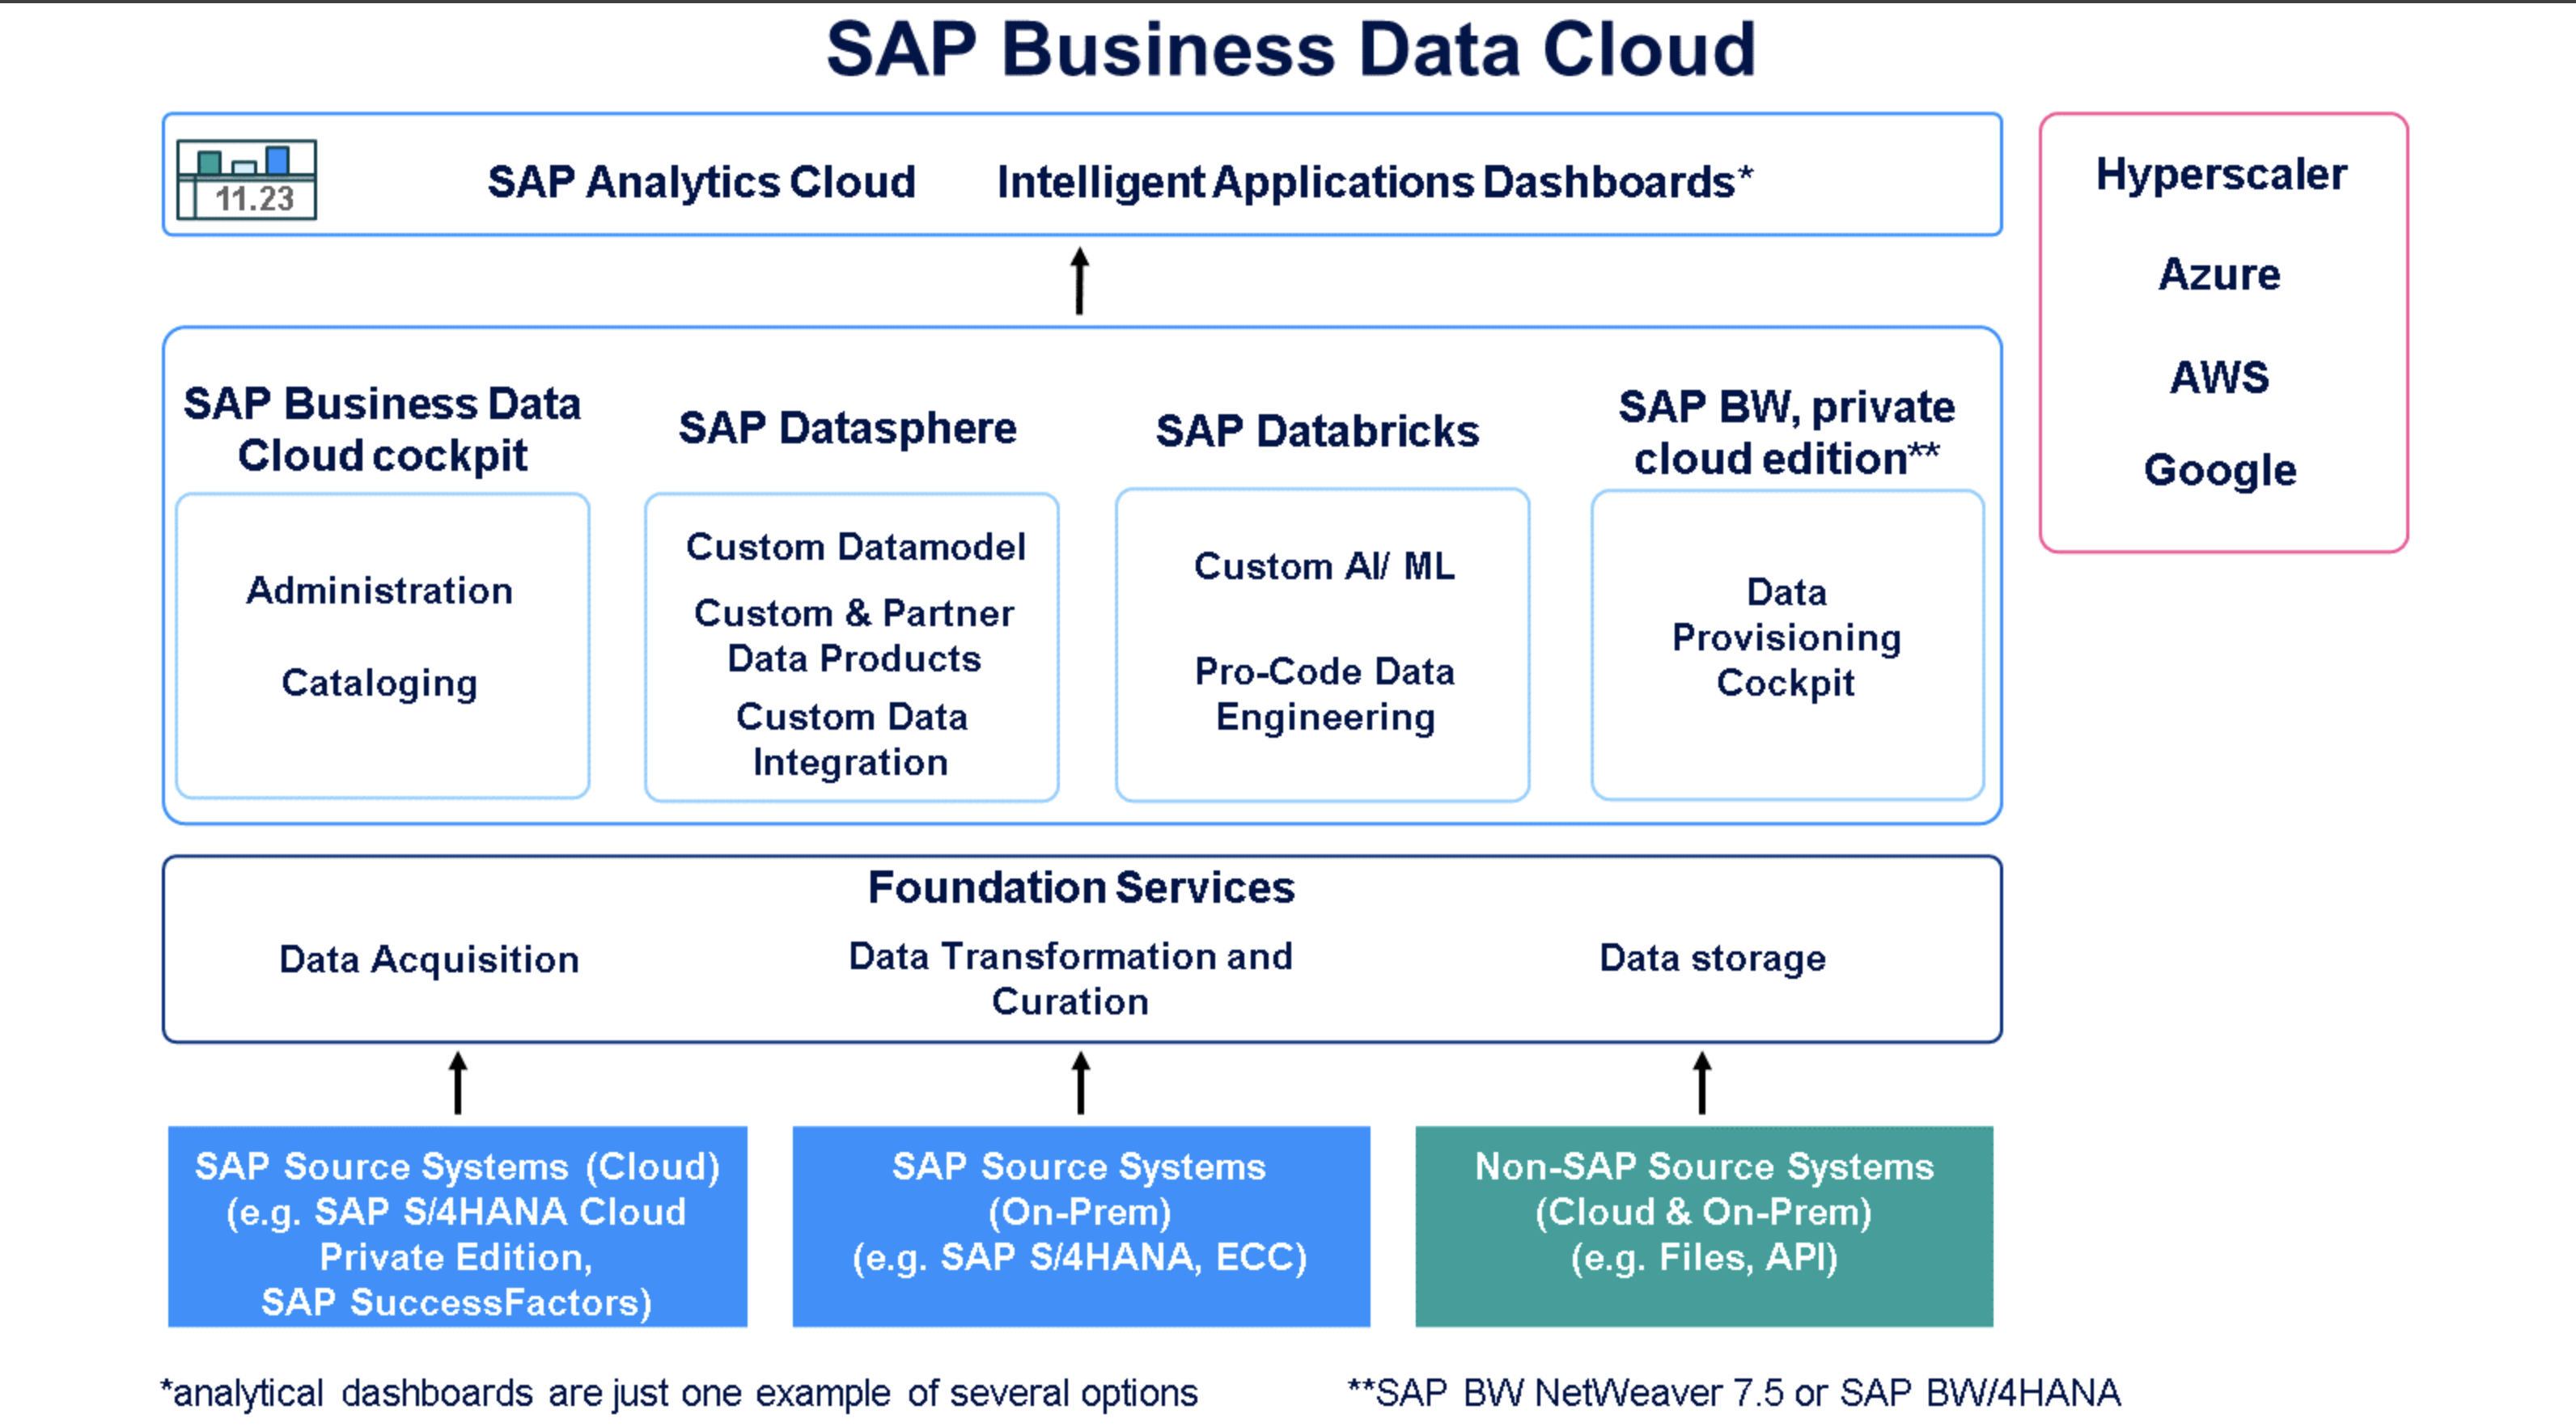 SAP Business Data Cloud
11.23
SAP Analytics Cloud
Intelligent Applications Dashboards*
Hyperscaler
Azure
AWS
Google
SAP Business Data
Cloud cockpit
Administration
Cataloging
SAP Datasphere
Custom Datamodel
Custom & Partner
Data Products
Custom Data
Integration
SAP Databricks
Custom AI/ ML
Pro-Code Data
Engineering
SAP BW, private
cloud edition**
Data
Provisioning
Cockpit
Foundation Services
Data Acquisition
Data Transformation and
Curation
Data storage
SAP Source Systems (Cloud)
(e.g. SAP S/4HANA Cloud
Private Edition,
SAP SuccessFactors)
SAP Source Systems
(On-Prem)
(e.g. SAP S/4HANA, ECC)
Non-SAP Source Systems
(Cloud & On-Prem)
(e.g. Files, API)
*analytical dashboards are just one example of several options
**SAP BW NetWeaver 7.5 or SAP BW/4HANA